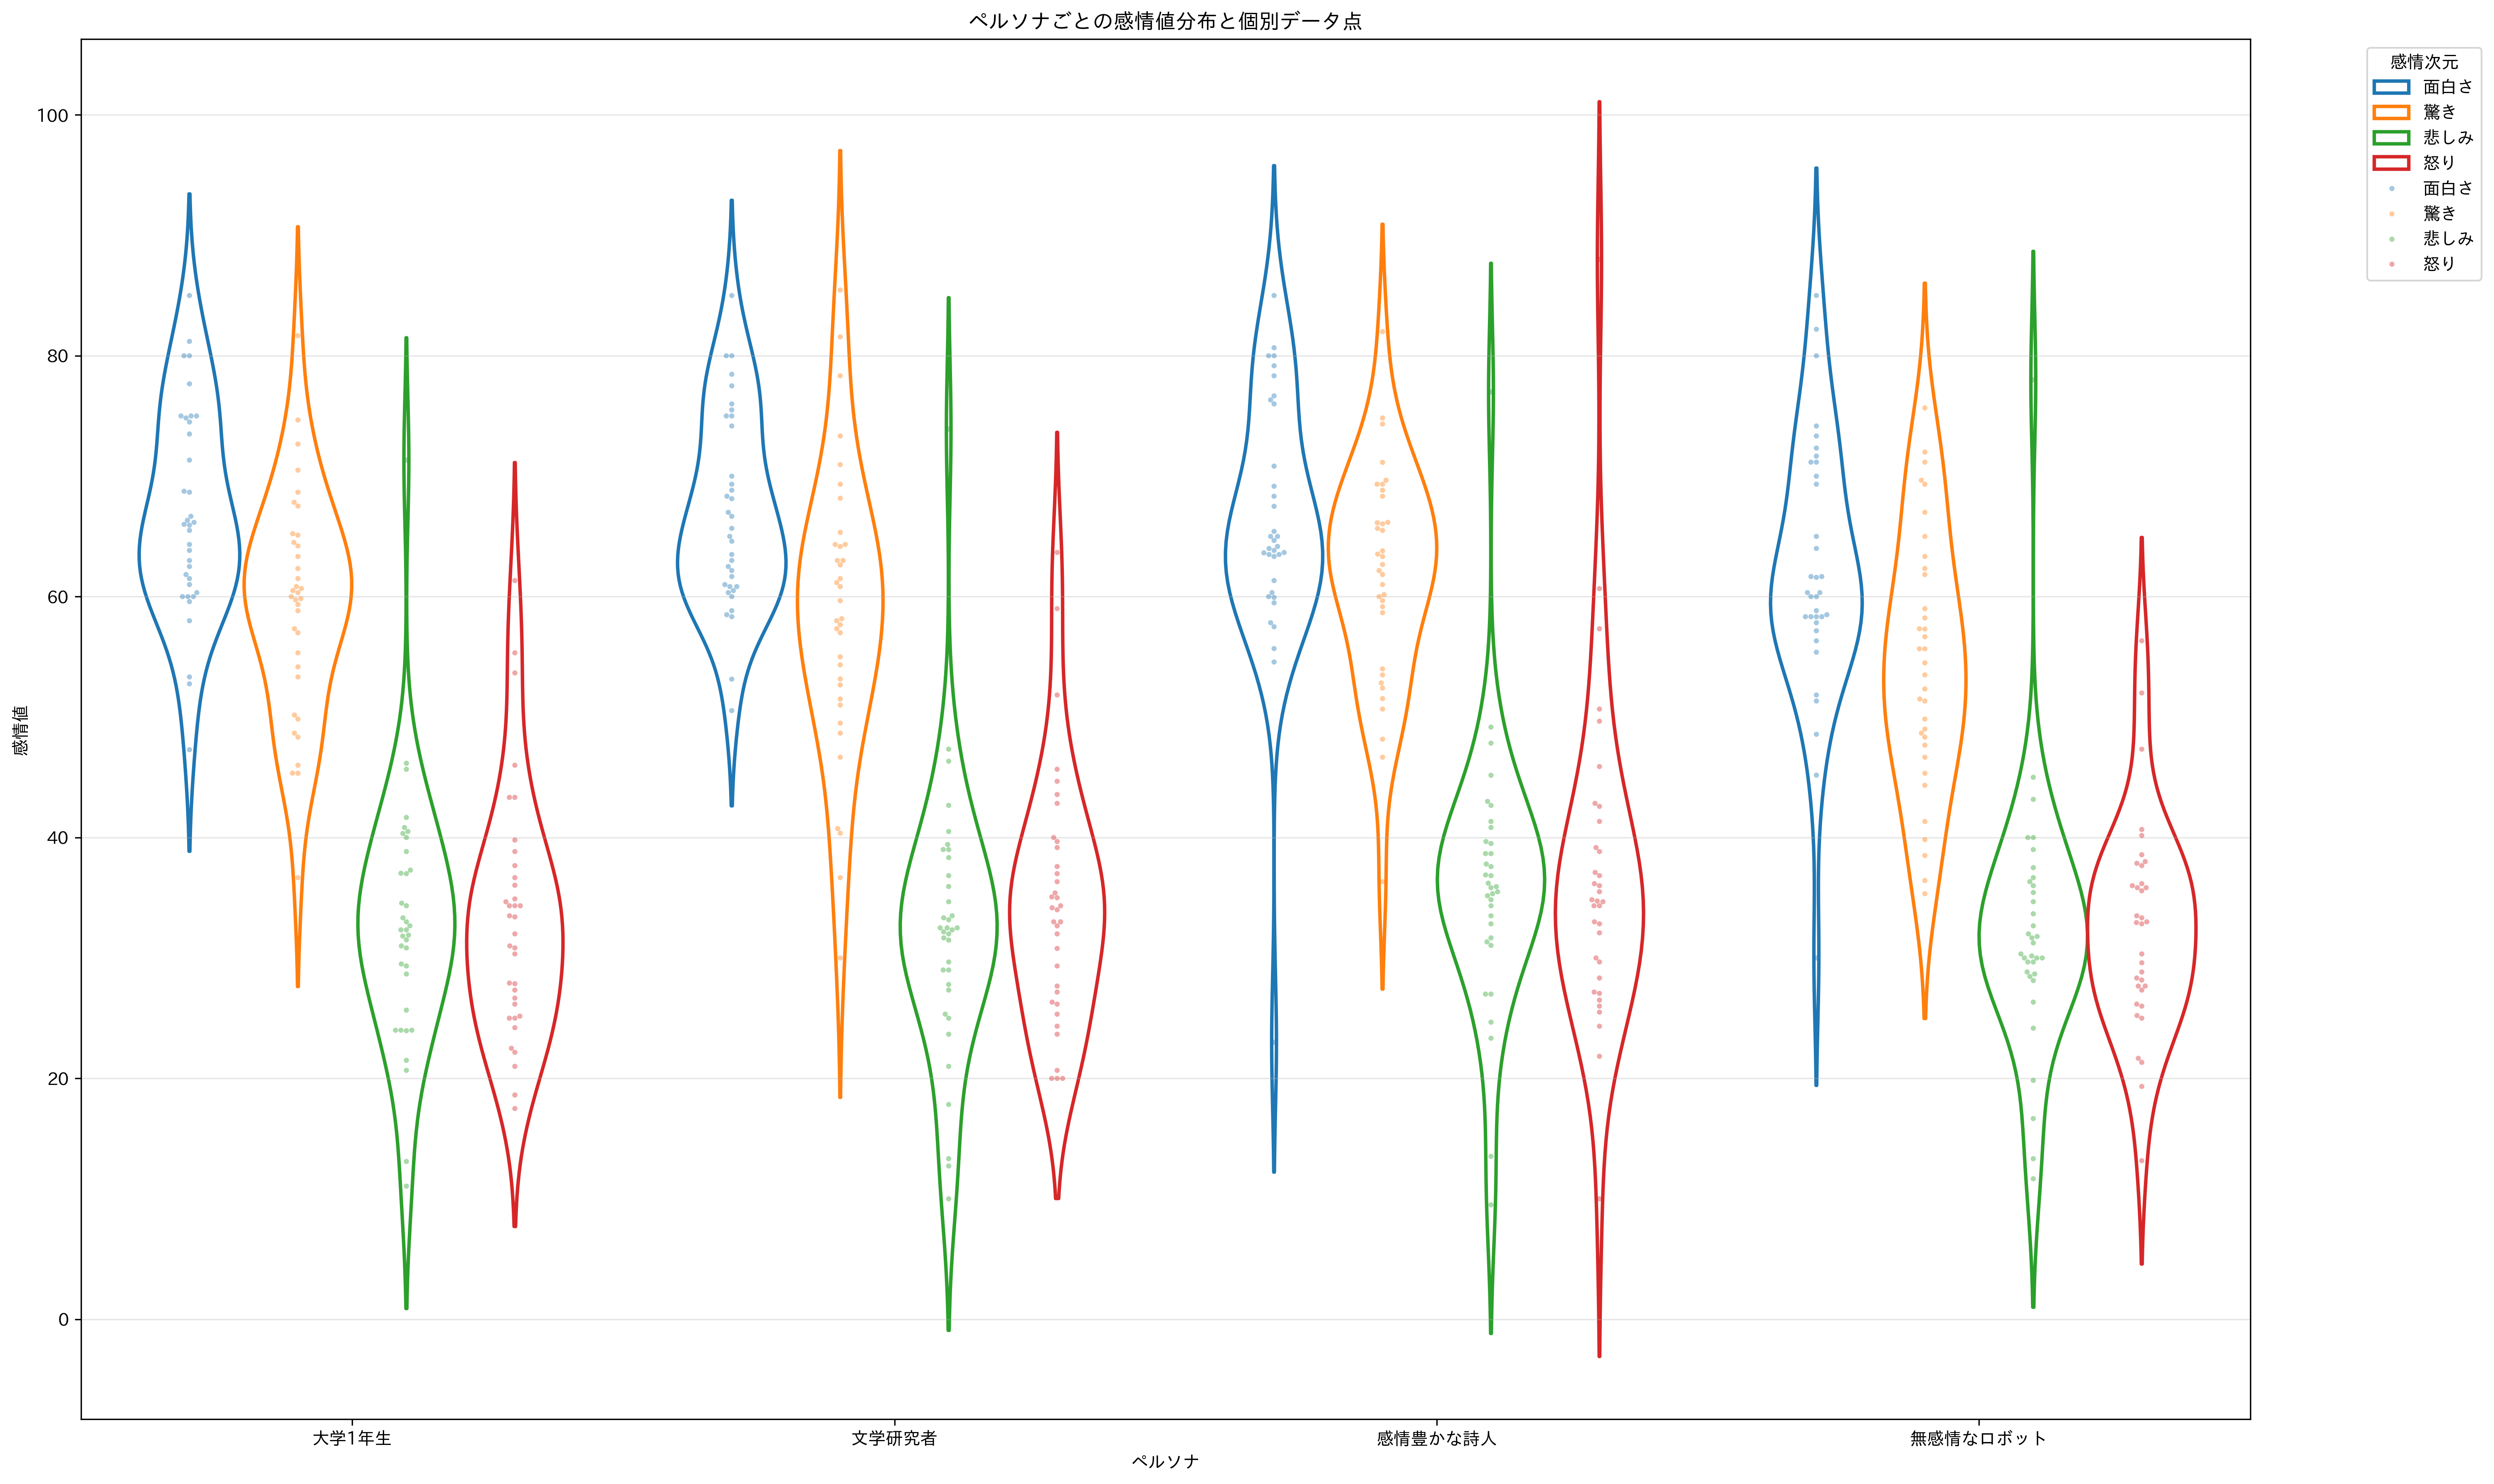 ペルソナごとの感情値分布と個別データ点
感情次元
面白さ
驚き
悲しみ
怒り
面白さ
驚き
悲しみ
怒り
100
80
60
40
20
0
感情値
大学1年生
文学研究者
感情豊かな詩人
無感情なロボット
ペルソナ